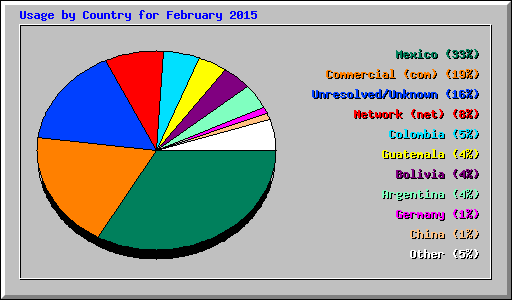 Usage by Country for February 2015
Mexico (33%)
Commercial (com) (19%)
Unresolved/Unknown (16%)
Network (net) (8%)
Colombia (5%)
Guatemala (4%)
Bolivia (4%)
Argentina (4%)
Germany (1%)
China (1%)
Other (5%)